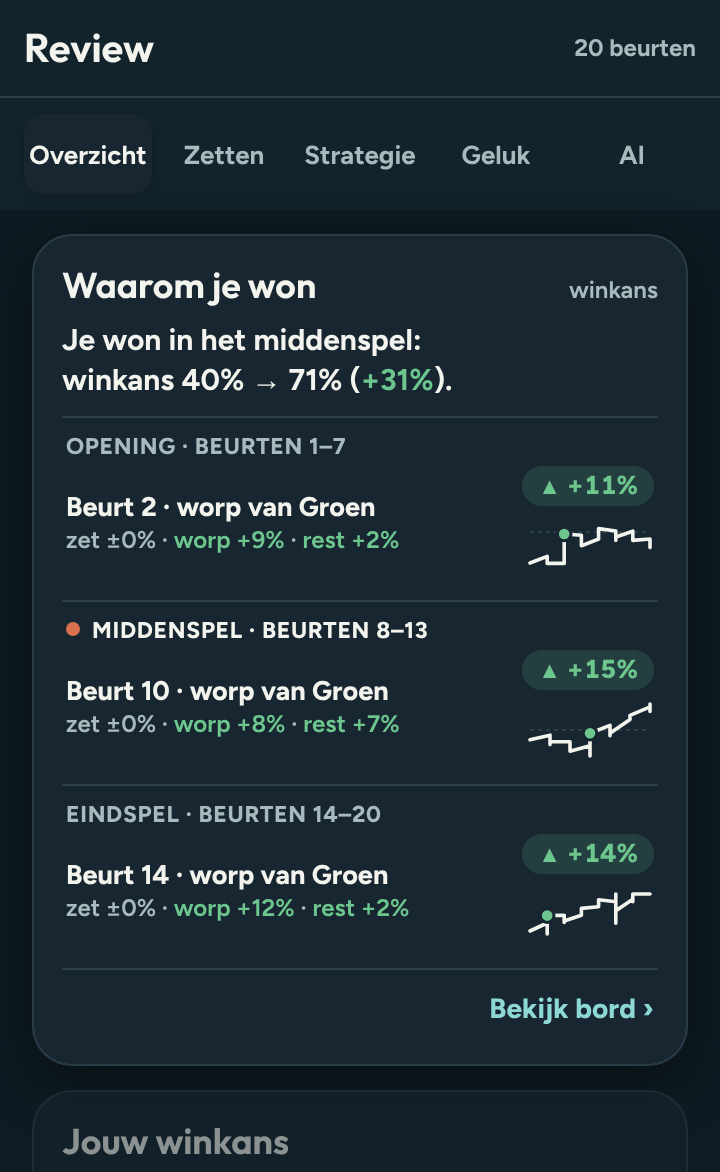 Review
20 beurten
Overzicht
Zetten
Strategie
Geluk
AI
Waarom je won
winkans
Je won in het middenspel:
winkans 40% → 71% (+31%).
OPENING · BEURTEN 1–7
▲ +11%
Beurt 2 · worp van Groen
zet ±0% · worp +9% · rest +2%
MIDDENSPEL · BEURTEN 8–13
▲ +15%
Beurt 10 · worp van Groen
zet ±0% · worp +8% · rest +7%
EINDSPEL · BEURTEN 14–20
▲ +14%
Beurt 14 · worp van Groen
zet ±0% · worp +12% · rest +2%
Bekijk bord ›
Jouw winkans